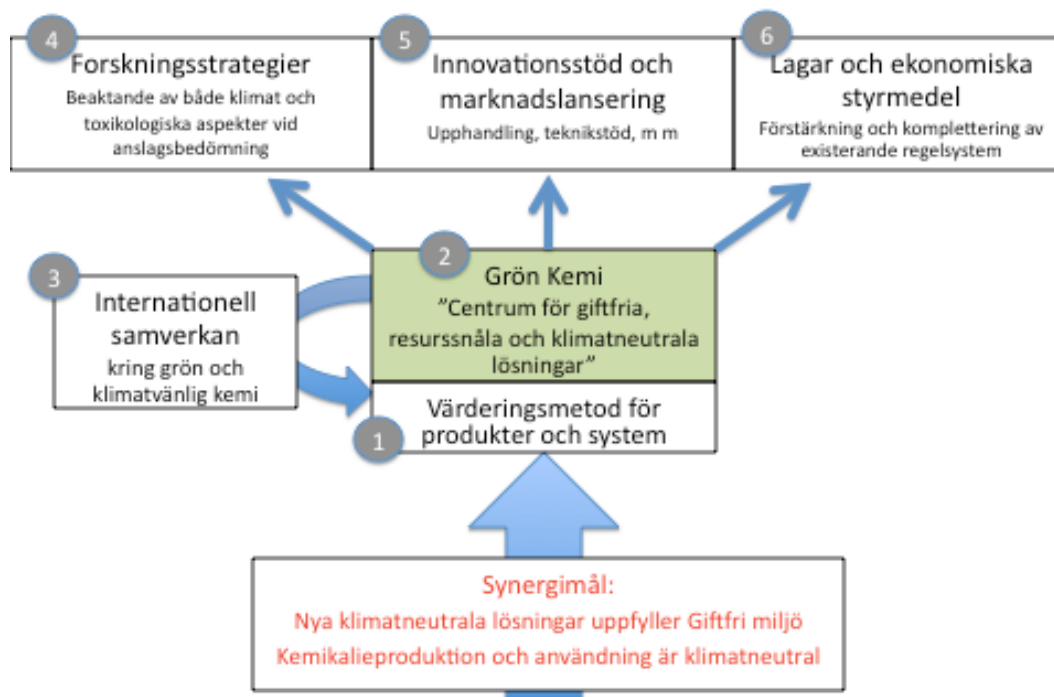 4
Forskningsstrategier
Beaktande av både klimat och
toxikologiska aspekter vid
anslagsbedömning
5
Innovationsstöd och
marknadslansering
Upphandling, teknikstöd, m m
6
Lagar och ekonomiska
styrmedel
Förstärkning och komplettering av
existerande regelsystem
3
Internationell
samverkan
kring grön och
klimatvänlig kemi
2
Grön Kemi
”Centrum för giftfria,
resurssnåla och klimatneutrala
lösningar”
1
Värderingsmetod för
produkter och system
Synergimål:
Nya klimatneutrala lösningar uppfyller Giftfri miljö
Kemikalieproduktion och användning är klimatneutral